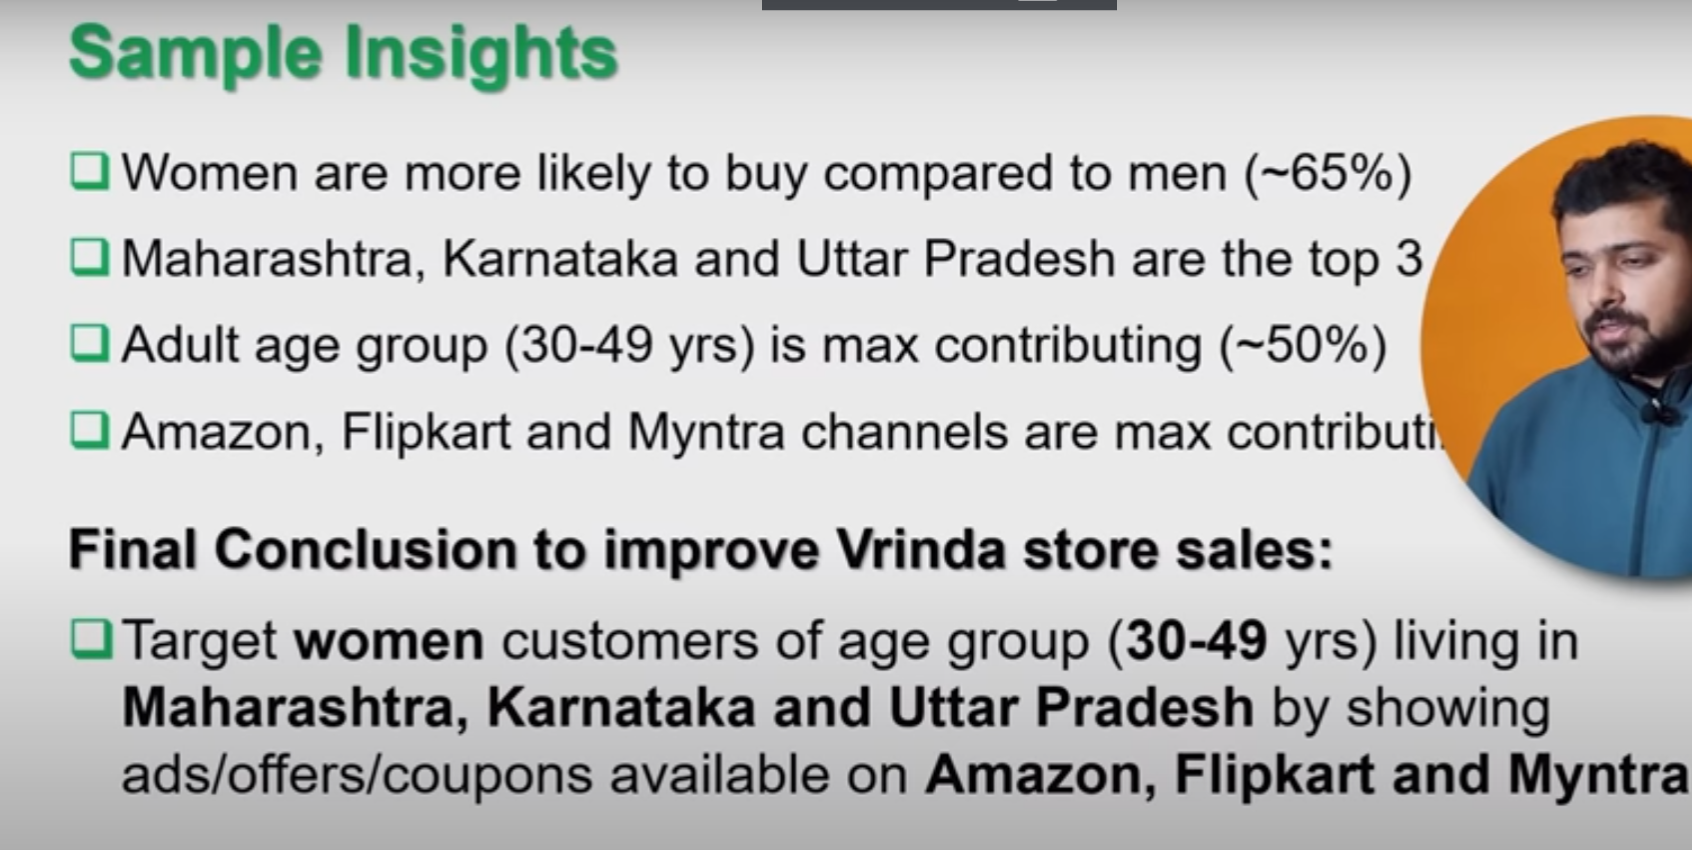 Sample Insights
Women are more likely to buy compared to men (~65%)
Maharashtra, Karnataka and Uttar Pradesh are the top 3
Adult age group (30-49 yrs) is max contributing (~50%)
Amazon, Flipkart and Myntra channels are max
Final Conclusion to improve Vrinda store sales:
Target women customers of age group (30-49 yrs) living in
Maharashtra, Karnataka and Uttar Pradesh by showing
ads/offers/coupons available on Amazon, Flipkart and Myntra